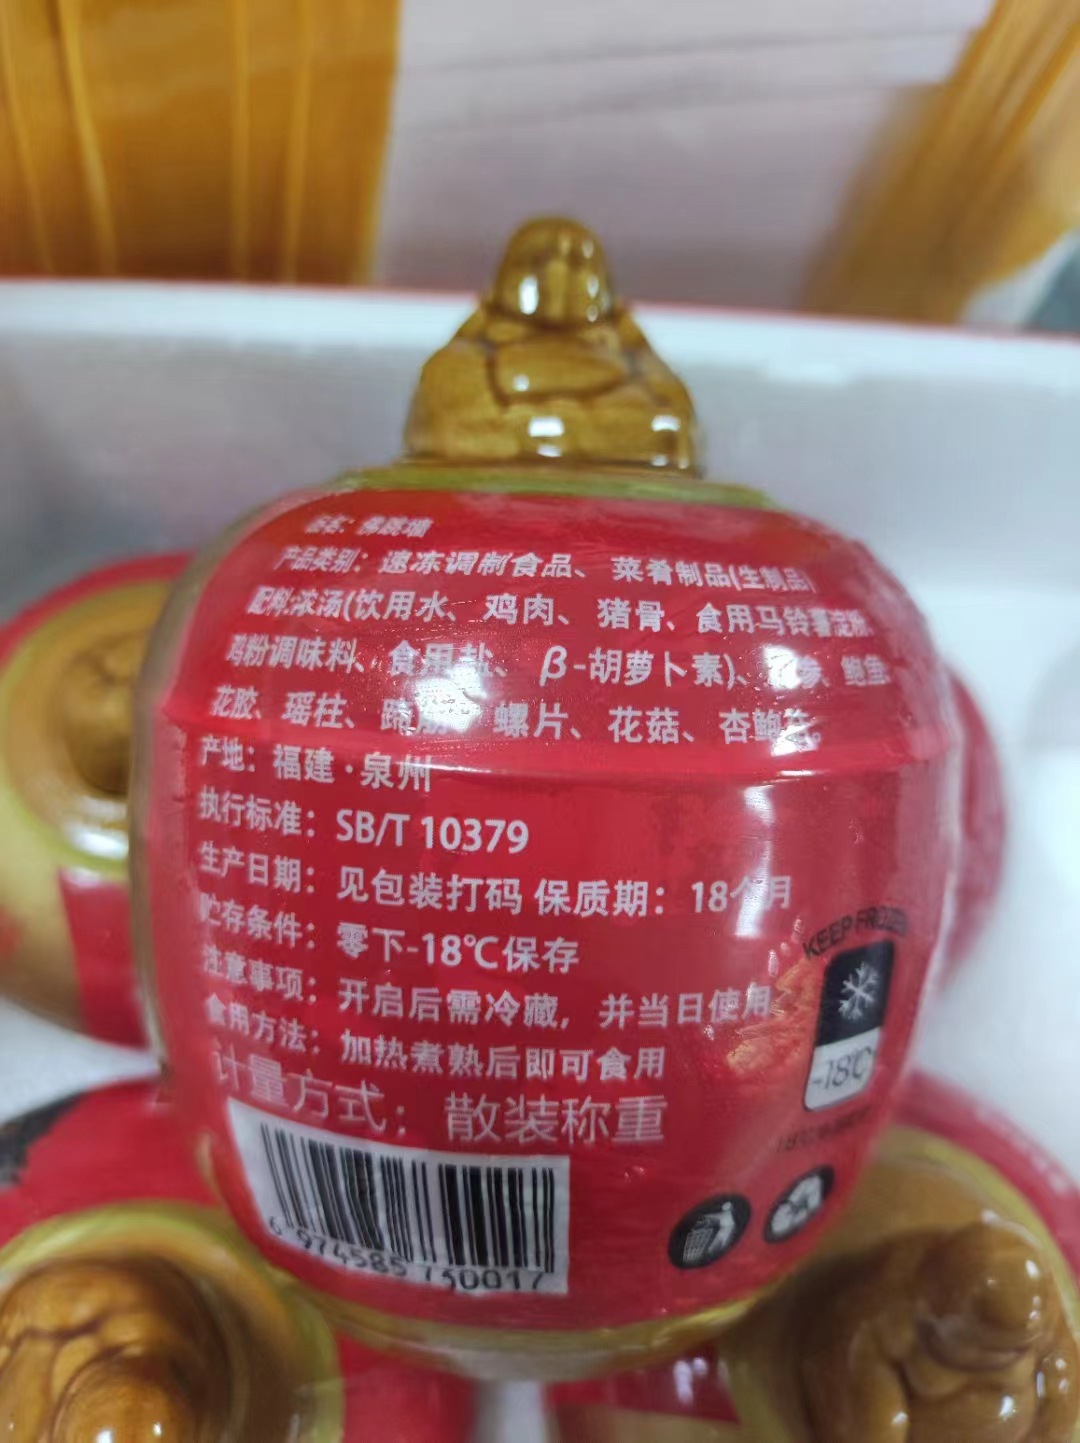 品名：佛跳墙
产品类别：速冻调制食品、菜肴制品(生制品)
配料:浓汤(饮用水、鸡肉、猪骨、食用马铃薯淀粉、
鸡粉调味料、食用盐、β-胡萝卜素)、 鲍鱼、
花胶、瑶柱、蹄筋、螺片、花菇、杏鲍菇。
产地：福建·泉州
执行标准：SB/T 10379
生产日期：见包装打码 保质期：18个月
贮存条件：零下-18℃保存
注意事项：开启后需冷藏，并当日使用
食用方法：加热煮熟后即可食用
计量方式：散装称重
KEEP FROZEN
-18℃
6 974585 730017